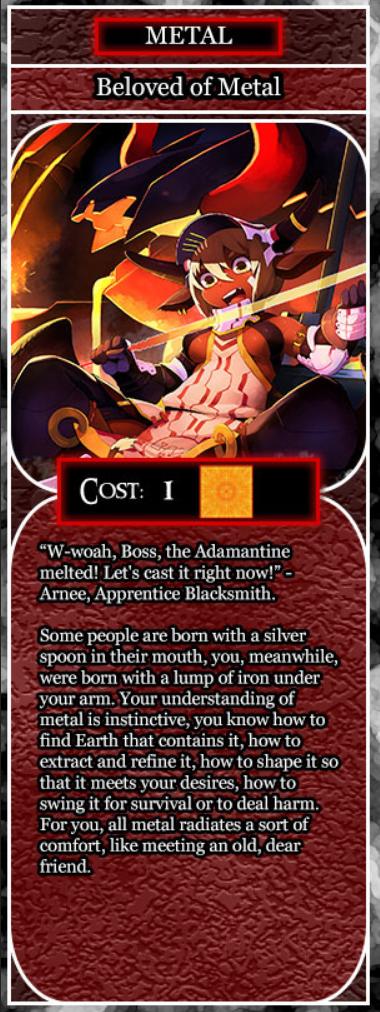 METAL
Beloved of Metal
COST: 1
“W-woah, Boss, the Adamantine
melted! Let's cast it right now!” -
Arnee, Apprentice Blacksmith.
Some people are born with a silver
spoon in their mouth, you, meanwhile,
were born with a lump of iron under
your arm. Your understanding of
metal is instinctive, you know how to
find Earth that contains it, how to
extract and refine it, how to shape it so
that it meets your desires, how to
swing it for survival or to deal harm.
For you, all metal radiates a sort of
comfort, like meeting an old, dear
friend.